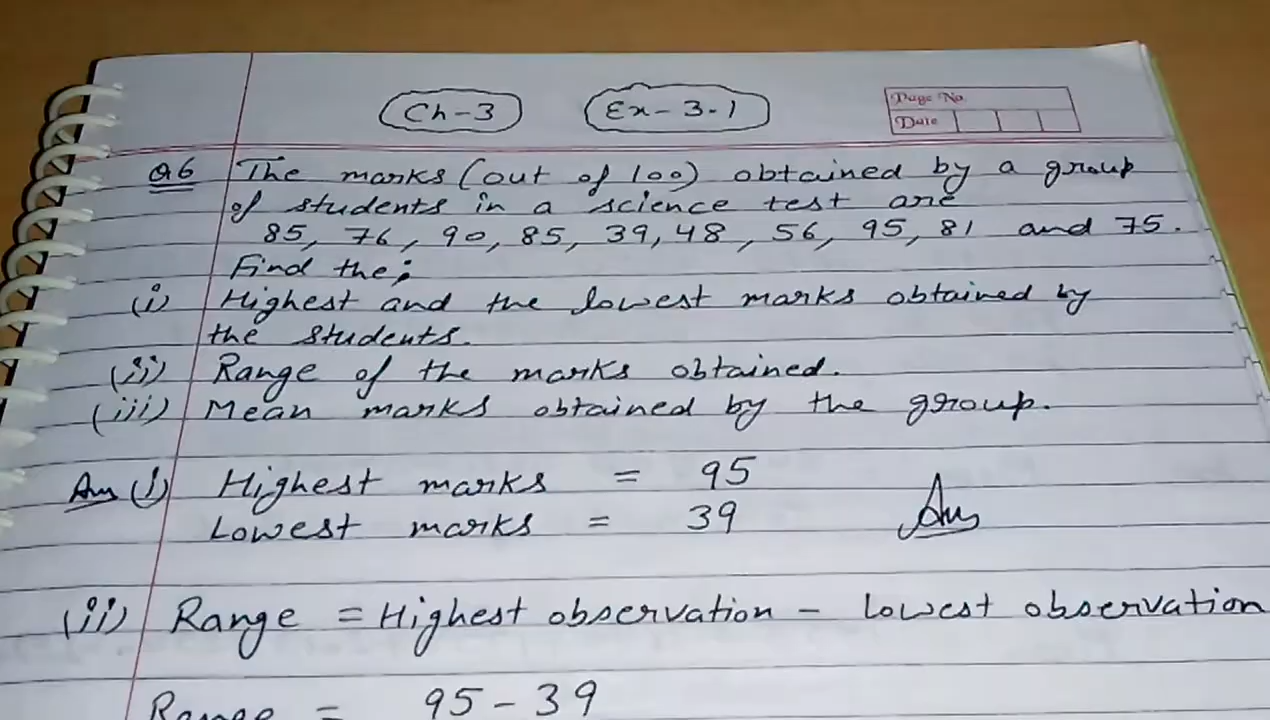 Ch-3 Ex-3.1
Page No.
Date
Q6 The marks (out of 100) obtained by a group
of students in a science test are
85, 76, 90, 85, 39, 48, 56, 95, 81 and 75.
Find the;
(i) Highest and the lowest marks obtained by
the students.
(ii) Range of the marks obtained.
(iii) Mean marks obtained by the group.
Ans (i) Highest marks = 95
Lowest marks = 39 Ans
(ii) Range = Highest observation - lowest observation
Range = 95 - 39